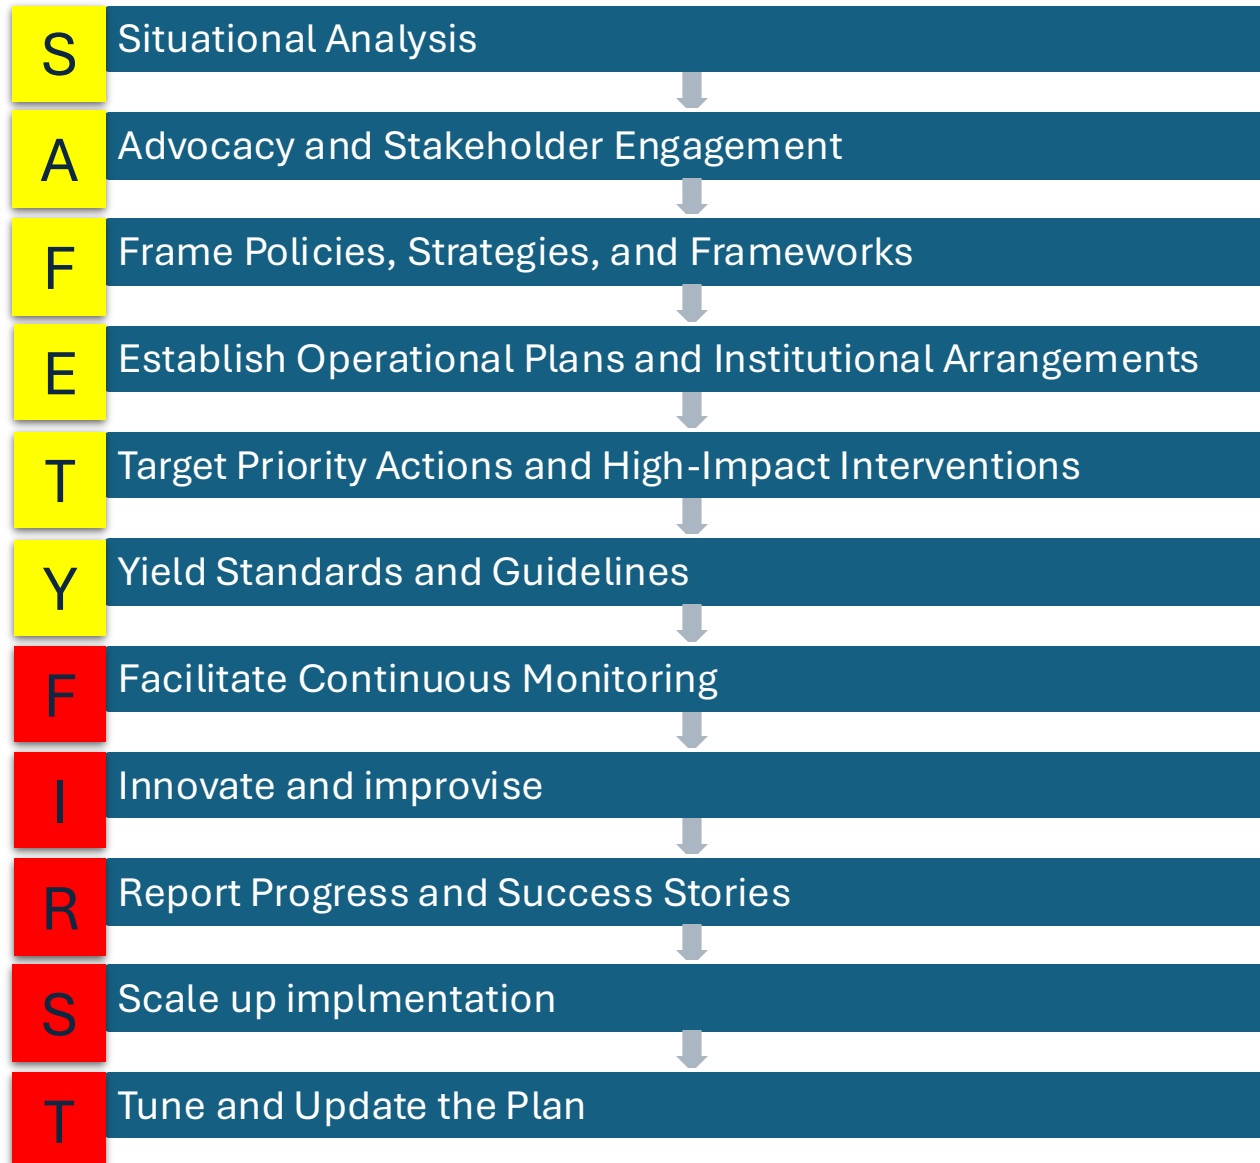 S
Situational Analysis
A
Advocacy and Stakeholder Engagement
F
Frame Policies, Strategies, and Frameworks
E
Establish Operational Plans and Institutional Arrangements
T
Target Priority Actions and High-Impact Interventions
Y
Yield Standards and Guidelines
F
Facilitate Continuous Monitoring
I
Innovate and improvise
R
Report Progress and Success Stories
S
Scale up implmentation
T
Tune and Update the Plan